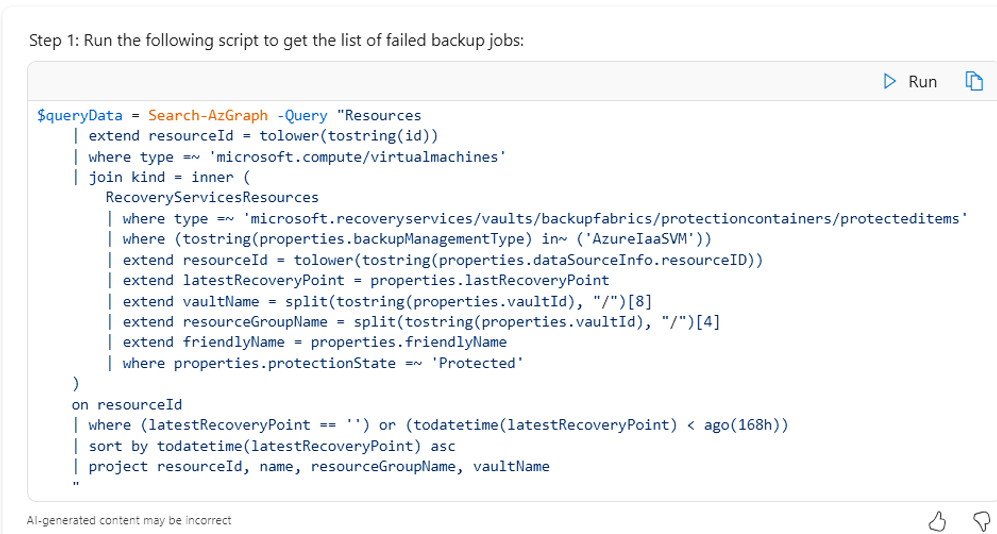 Step 1: Run the following script to get the list of failed backup jobs:
Run
$queryData = Search-AzGraph -Query "Resources
| extend resourceId = tolower(tostring(id))
| where type =~ 'microsoft.compute/virtualmachines'
| join kind = inner (
RecoveryServicesResources
| where type =~ 'microsoft.recoveryservices/vaults/backupfabrics/protectioncontainers/protecteditems'
| where (tostring(properties.backupManagementType) in~ ('AzureIaaSVM'))
| extend resourceId = tolower(tostring(properties.dataSourceInfo.resourceID))
| extend latestRecoveryPoint = properties.lastRecoveryPoint
| extend vaultName = split(tostring(properties.vaultId), "/")[8]
| extend resourceGroupName = split(tostring(properties.vaultId), "/")[4]
| extend friendlyName = properties.friendlyName
| where properties.protectionState =~ 'Protected'
)
on resourceId
| where (latestRecoveryPoint == '') or (todatetime(latestRecoveryPoint) < ago(168h))
| sort by todatetime(latestRecoveryPoint) asc
| project resourceId, name, resourceGroupName, vaultName
"
AI-generated content may be incorrect